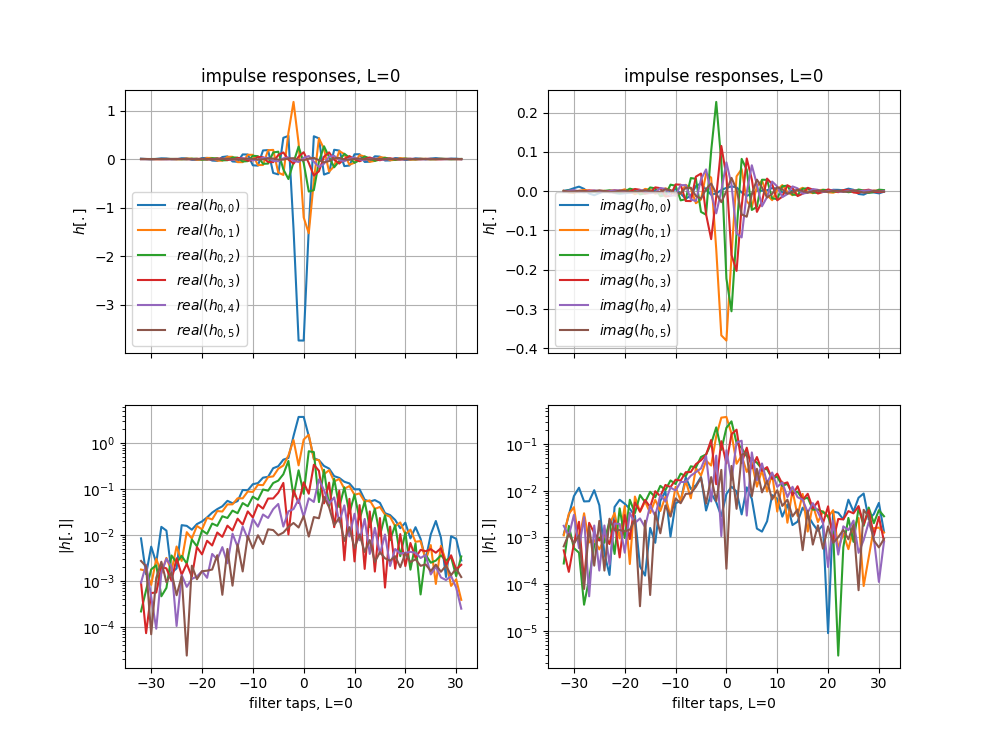 impulse responses, L=0
impulse responses, L=0
h[.]
1
0
−1
−2
−3
real(h0,0)
real(h0,1)
real(h0,2)
real(h0,3)
real(h0,4)
real(h0,5)
h[.]
0.2
0.1
0.0
−0.1
−0.2
−0.3
−0.4
imag(h0,0)
imag(h0,1)
imag(h0,2)
imag(h0,3)
imag(h0,4)
imag(h0,5)
|h[.]|
10^0
10^−1
10^−2
10^−3
10^−4
−30 −20 −10 0 10 20 30
filter taps, L=0
|h[.]|
10^−1
10^−2
10^−3
10^−4
10^−5
−30 −20 −10 0 10 20 30
filter taps, L=0